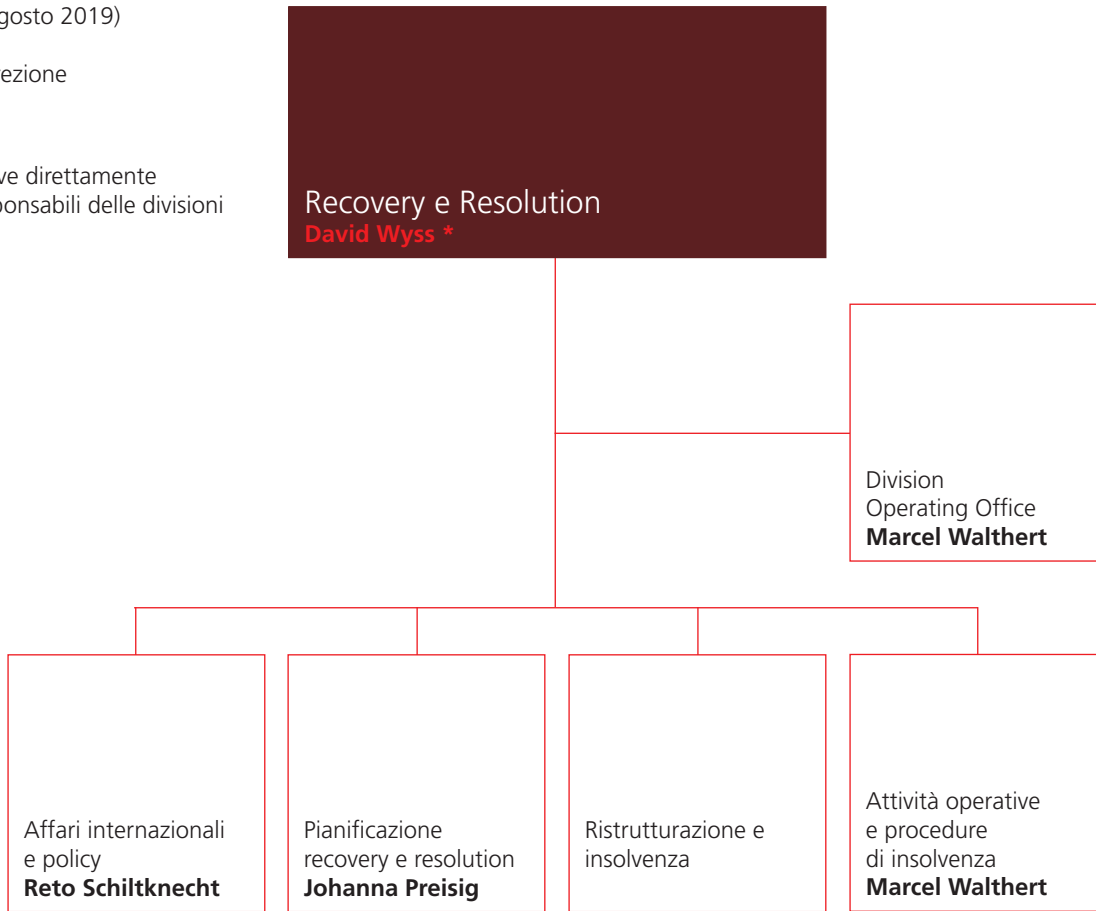 gosto 2019)
ezione
ve direttamente
onsabili delle divisioni
Recovery e Resolution
David Wyss *
Division
Operating Office
Marcel Walthert
Affari internazionali
e policy
Reto Schiltknecht
Pianificazione
recovery e resolution
Johanna Preisig
Ristrutturazione e
insolvenza
Attività operative
e procedure
di insolvenza
Marcel Walthert